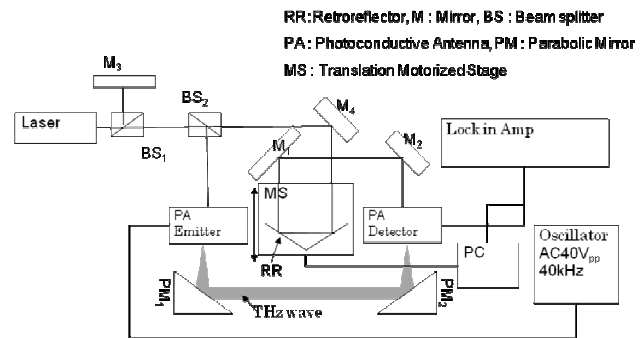 RR:Retroreflector, M : Mirror, BS : Beam splitter
PA : Photoconductive Antenna, PM : Parabolic Mirror
MS : Translation Motorized Stage
M3
BS2
M4
Laser
BS1
M1
M2
Lock in Amp
MS
PA
Emitter
PA
Detector
PC
Oscillator
AC40Vpp
40kHz
RR
PM1
PM2
THz wave